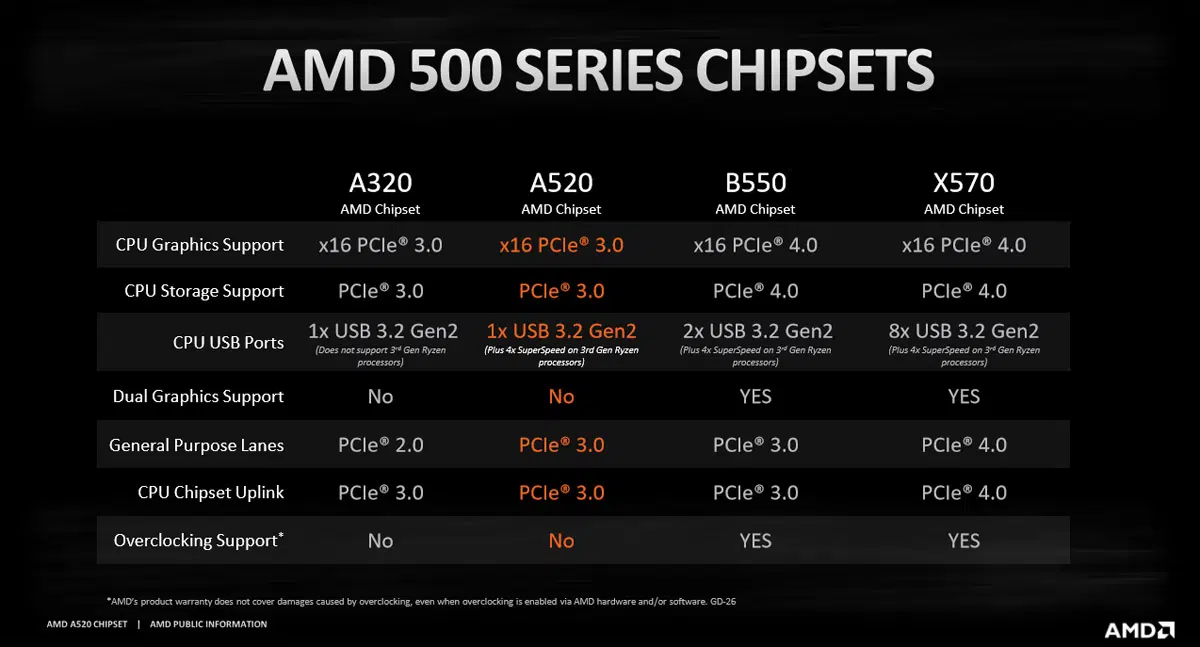 AMD 500 SERIES CHIPSETS
A320 A520 B550 X570
AMD Chipset AMD Chipset AMD Chipset AMD Chipset
CPU Graphics Support x16 PCIe® 3.0 x16 PCIe® 3.0 x16 PCIe® 4.0 x16 PCIe® 4.0
CPU Storage Support PCIe® 3.0 PCIe® 3.0 PCIe® 4.0 PCIe® 4.0
CPU USB Ports 1x USB 3.2 Gen2 1x USB 3.2 Gen2 2x USB 3.2 Gen2 8x USB 3.2 Gen2
(Does not support 3rd Gen Ryzen (Plus 4x SuperSpeed on 3rd Gen Ryzen (Plus 4x SuperSpeed on 3rd Gen Ryzen (Plus 4x SuperSpeed on 3rd Gen Ryzen
processors) processors) processors) processors)
Dual Graphics Support No No YES YES
General Purpose Lanes PCIe® 2.0 PCIe® 3.0 PCIe® 3.0 PCIe® 4.0
CPU Chipset Uplink PCIe® 3.0 PCIe® 3.0 PCIe® 3.0 PCIe® 4.0
Overclocking Support* No No YES YES
*AMD's product warranty does not cover damages caused by overclocking, even when overclocking is enabled via AMD hardware and/or software. GD-26
AMD A520 CHIPSET | AMD PUBLIC INFORMATION
AMD